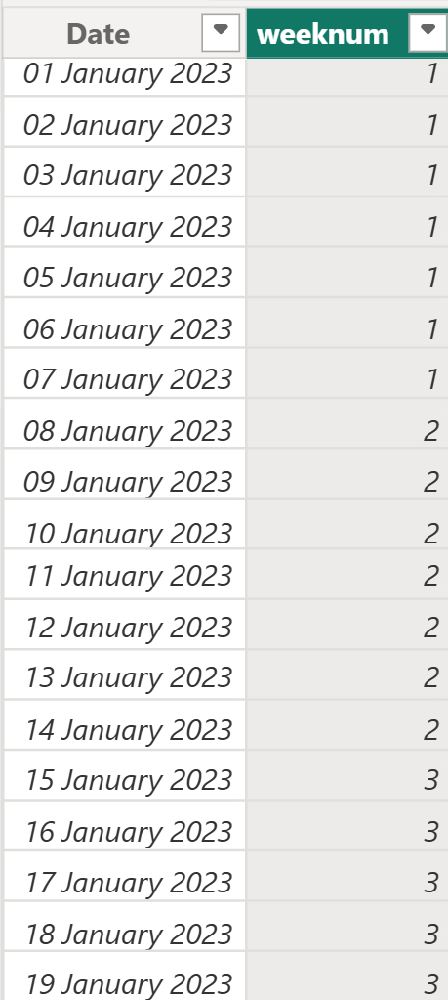 Date weeknum
01 January 2023 1
02 January 2023 1
03 January 2023 1
04 January 2023 1
05 January 2023 1
06 January 2023 1
07 January 2023 1
08 January 2023 2
09 January 2023 2
10 January 2023 2
11 January 2023 2
12 January 2023 2
13 January 2023 2
14 January 2023 2
15 January 2023 3
16 January 2023 3
17 January 2023 3
18 January 2023 3
19 January 2023 3